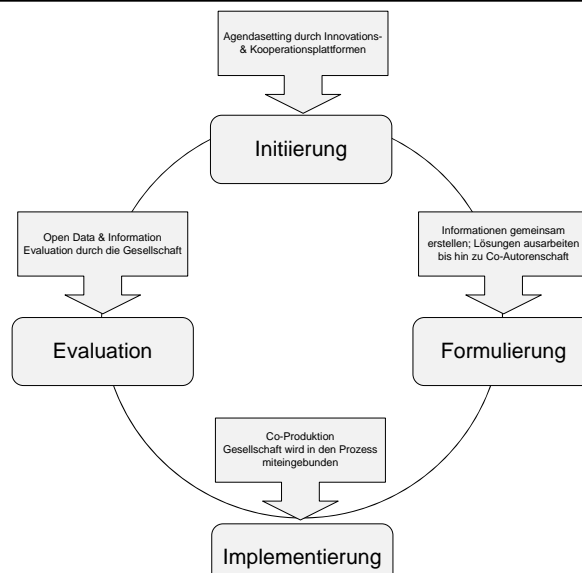 Agendasetting durch Innovations-
& Kooperationsplattformen
Initiierung
Open Data & Information
Evaluation durch die Gesellschaft
Informationen gemeinsam
erstellen; Lösungen ausarbeiten
bis hin zu Co-Autorenschaft
Evaluation
Formulierung
Co-Produktion
Gesellschaft wird in den Prozess
miteingebunden
Implementierung